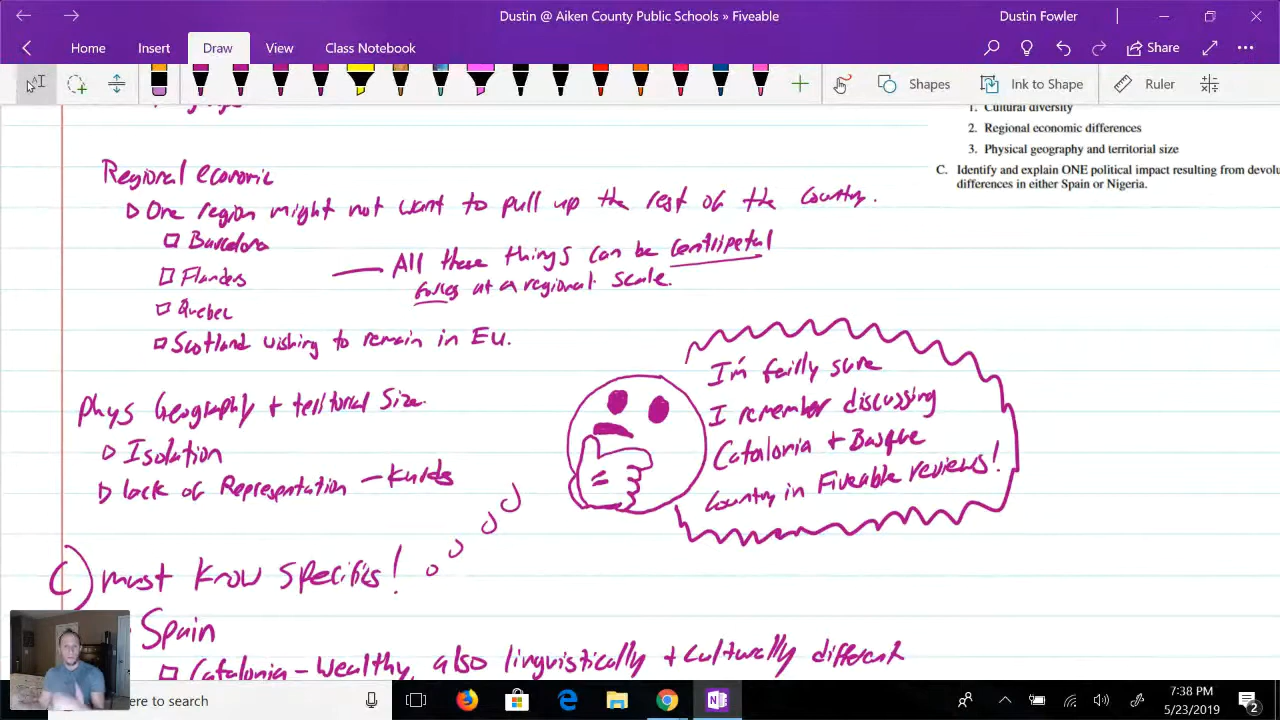 Dustin @ Aiken County Public Schools » Fiveable
Dustin Fowler
Home Insert Draw View Class Notebook
Share
Shapes Ink to Shape Ruler
1. Cultural diversity
2. Regional economic differences
3. Physical geography and territorial size
C. Identify and explain ONE political impact resulting from devolu
differences in either Spain or Nigeria.
Regional economic
One region might not want to pull up the rest of the country.
Barcelona
Flanders
Quebec
Scotland wishing to remain in EU.
All these things can be centripetal
forces at a regional scale.
Phys Geography + territorial Size
Isolation
lack of Representation - Kurds
I'm fairly sure
I remember discussing
Catalonia + Basque
Country in Fiveable reviews!
C) must know specifics!
Spain
Catalonia - Wealthy, also linguistically + culturally different
ere to search
7:38 PM
5/23/2019
2